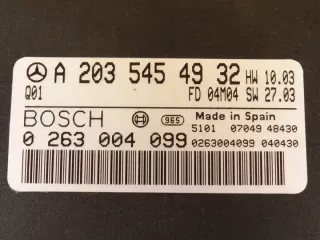 A 203 545 49 32 HW 10.03
Q01 FD 04M04 SW 27.03
BOSCH 965 Made in Spain
5101 07049 48430
0 263 004 099 0263004099 040430